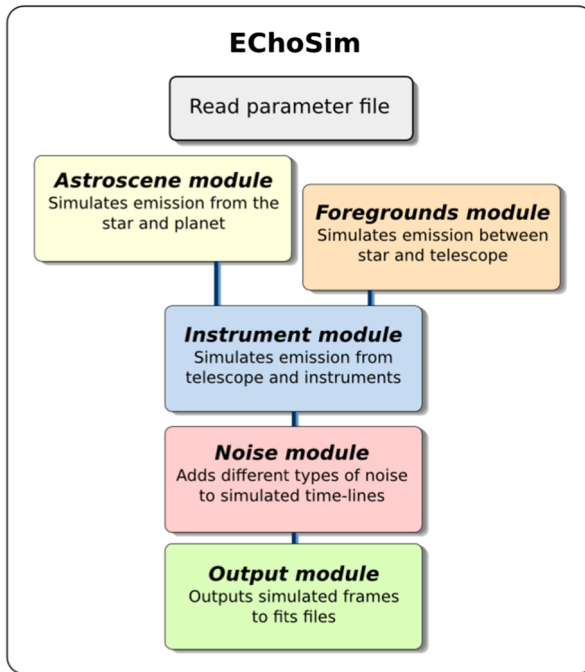 EChoSim
Read parameter file
Astroscene module
Simulates emission from the
star and planet
Foregrounds module
Simulates emission between
star and telescope
Instrument module
Simulates emission from
telescope and instruments
Noise module
Adds different types of noise
to simulated time-lines
Output module
Outputs simulated frames
to fits files